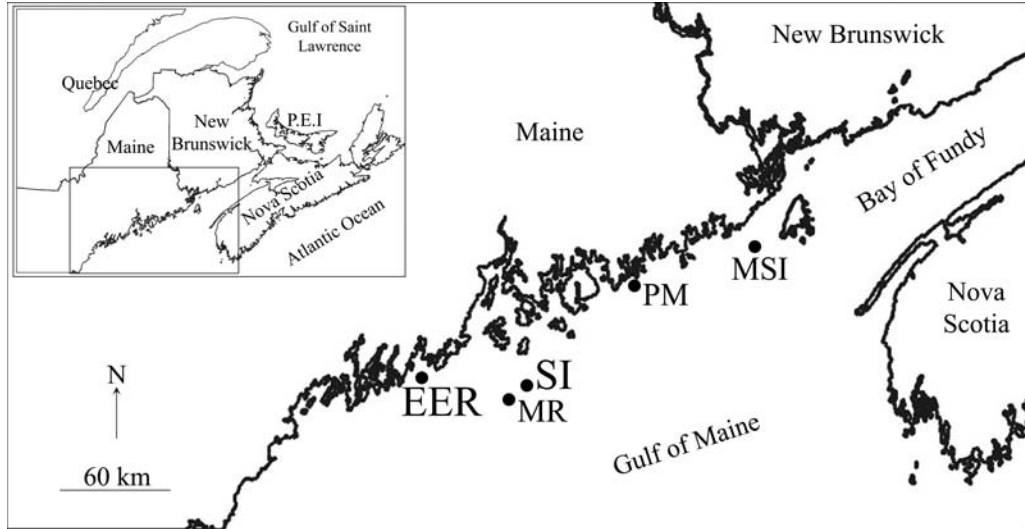 Gulf of Saint
Lawrence
Quebec
P.E.I
New
Brunswick
Maine
Nova Scotia
Atlantic Ocean
New Brunswick
Maine
Bay of Fundy
MSI
PM
Nova
Scotia
SI
EER
MR
N
Gulf of Maine
60 km